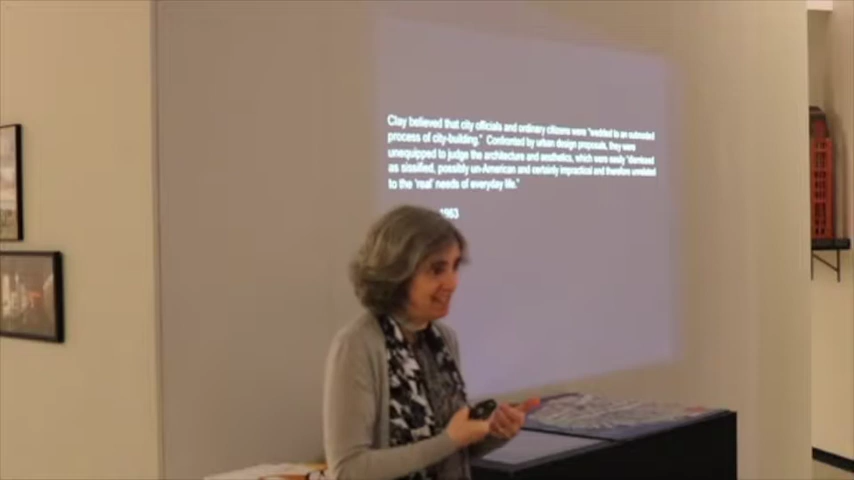 Clay believed that city officials and ordinary citizens were "wedded to an outmoded
process of city-building." Confronted by urban design proposals, they were
unequipped to judge the architecture and aesthetics, which were easily "dismissed
as sissified, possibly un-American and certainly impractical and therefore unrelated
to the 'real' needs of everyday life."
1963